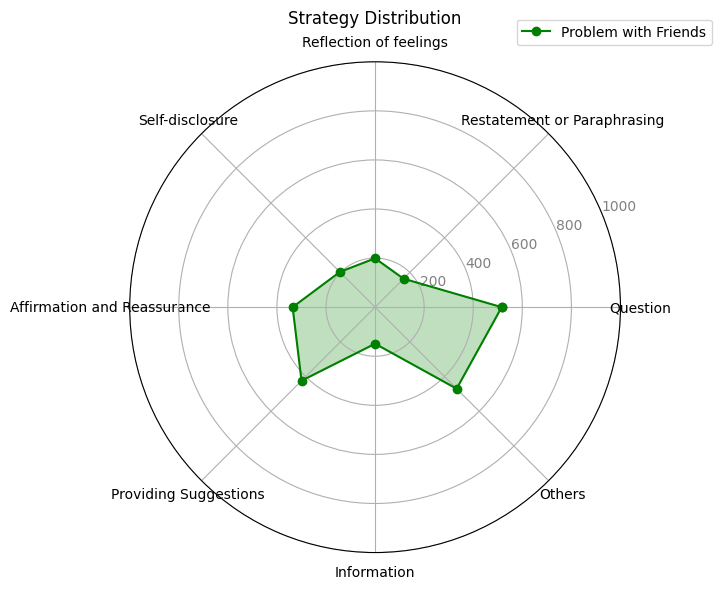 Strategy Distribution
Problem with Friends
Reflection of feelings
Self-disclosure
Restatement or Paraphrasing
1000
800
600
400
200
Affirmation and Reassurance
Question
Providing Suggestions
Others
Information